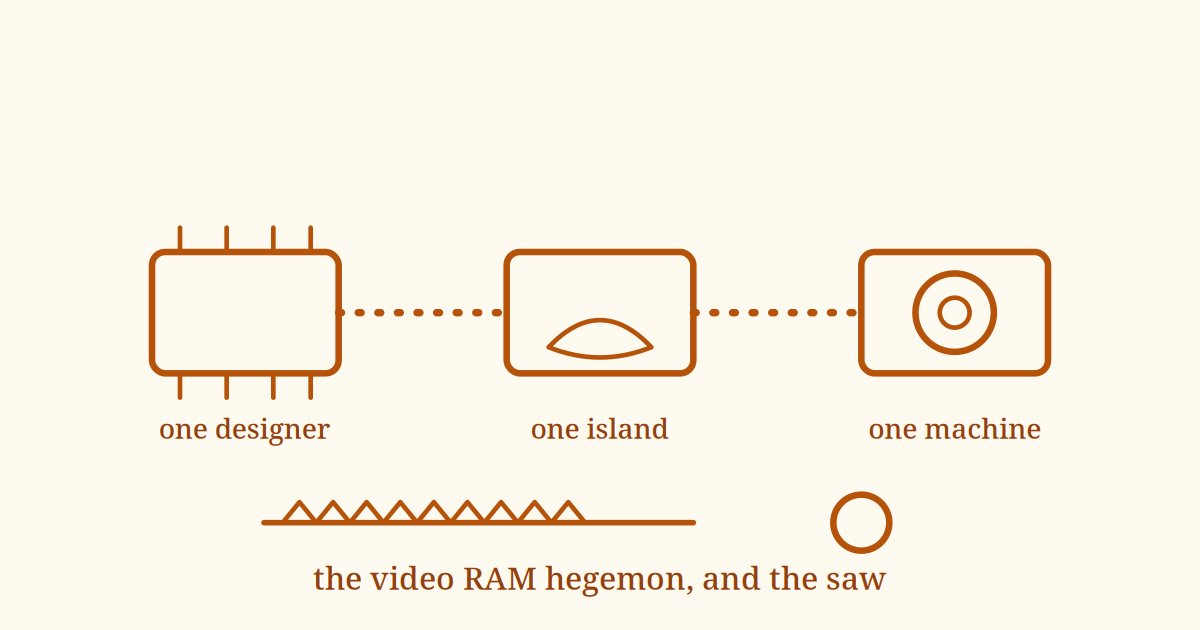 one designer
one island
one machine
the video RAM hegemon, and the saw